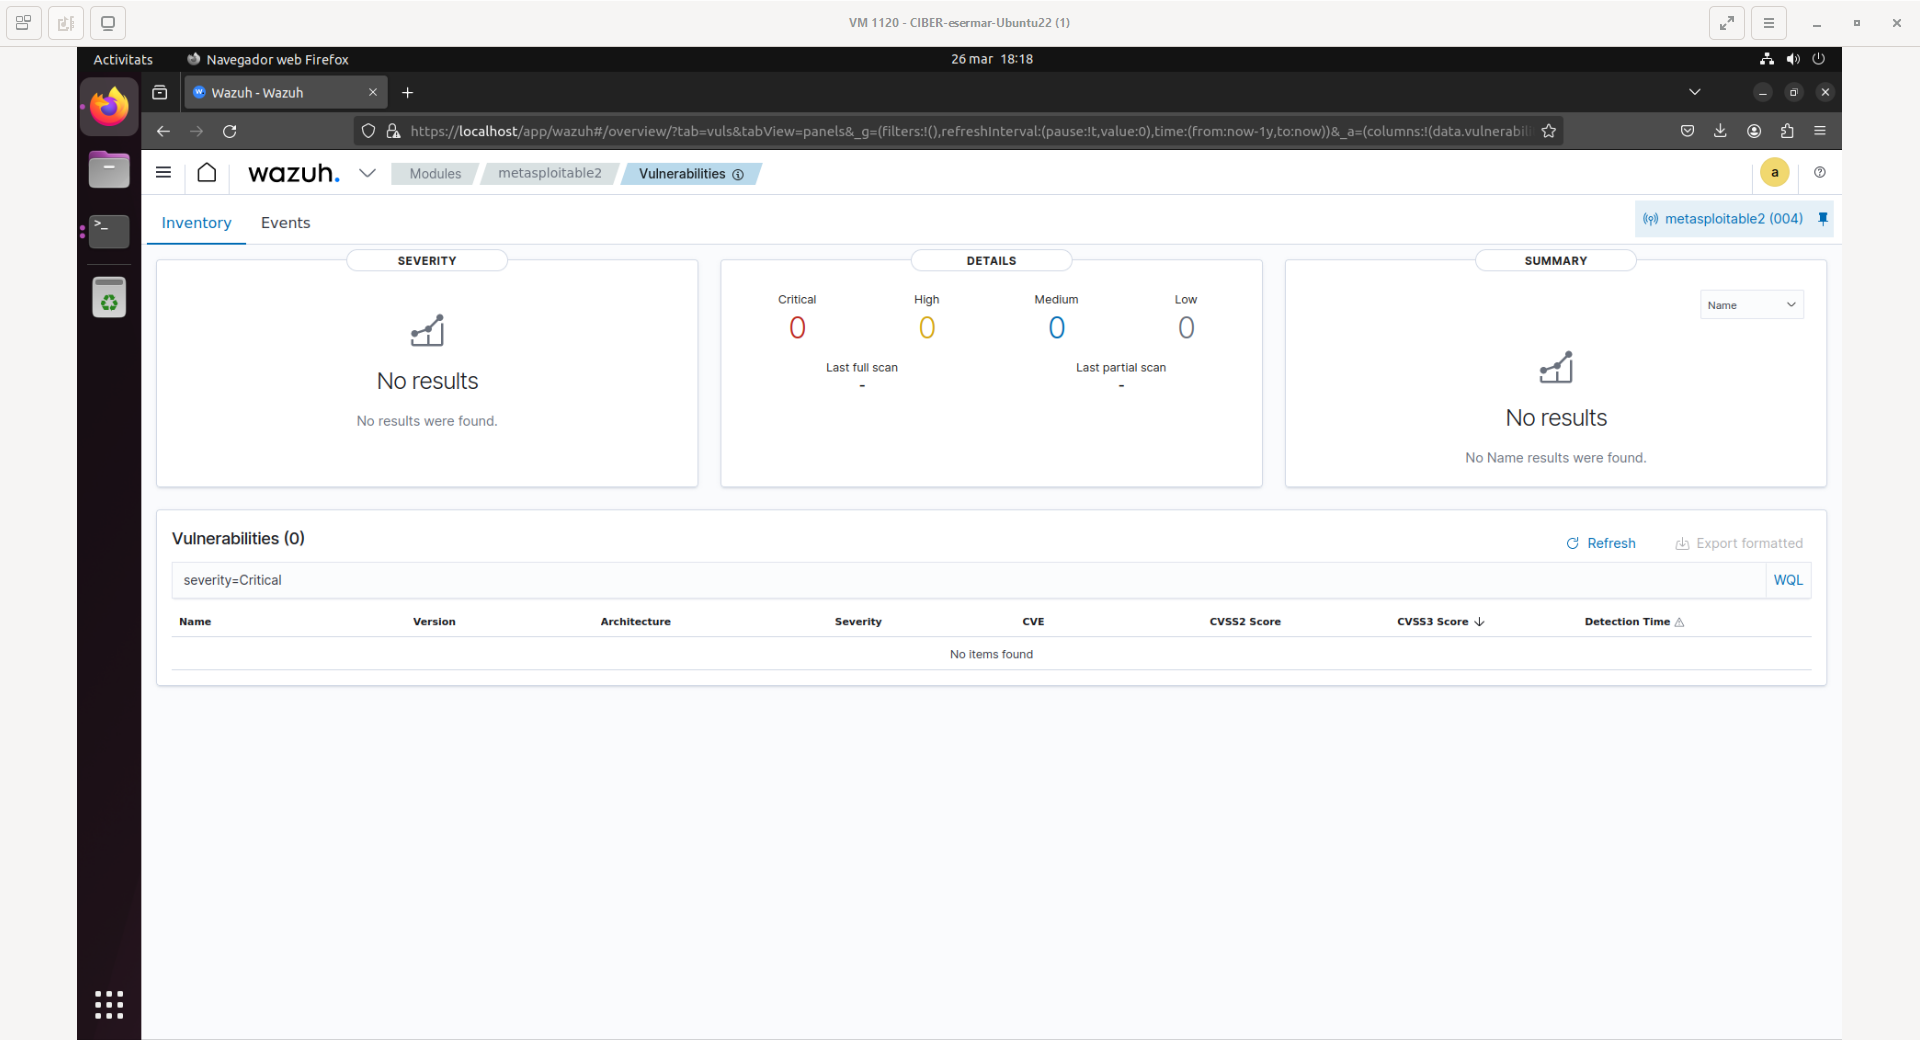 VM 1120 - CIBER-esermar-Ubuntu22 (1)
Activitats
Navegador web Firefox
26 mar 18:18
Wazuh - Wazuh
https://localhost/app/wazuh#/overview/?tab=vuls&tabView=panels&_g=(filters:!(),refreshInterval:(pause:!t,value:0),time:(from:now-1y,to:now))&_a=(columns:!(data.vulnerabili
wazuh.
Modules
metasploitable2
Vulnerabilities
a
Inventory
Events
metasploitable2 (004)
SEVERITY
No results
No results were found.
DETAILS
Critical
0
High
0
Medium
0
Low
0
Last full scan
-
Last partial scan
-
SUMMARY
Name
No results
No Name results were found.
Vulnerabilities (0)
Refresh
Export formatted
severity=Critical
WQL
Name Version Architecture Severity CVE CVSS2 Score CVSS3 Score Detection Time
No items found